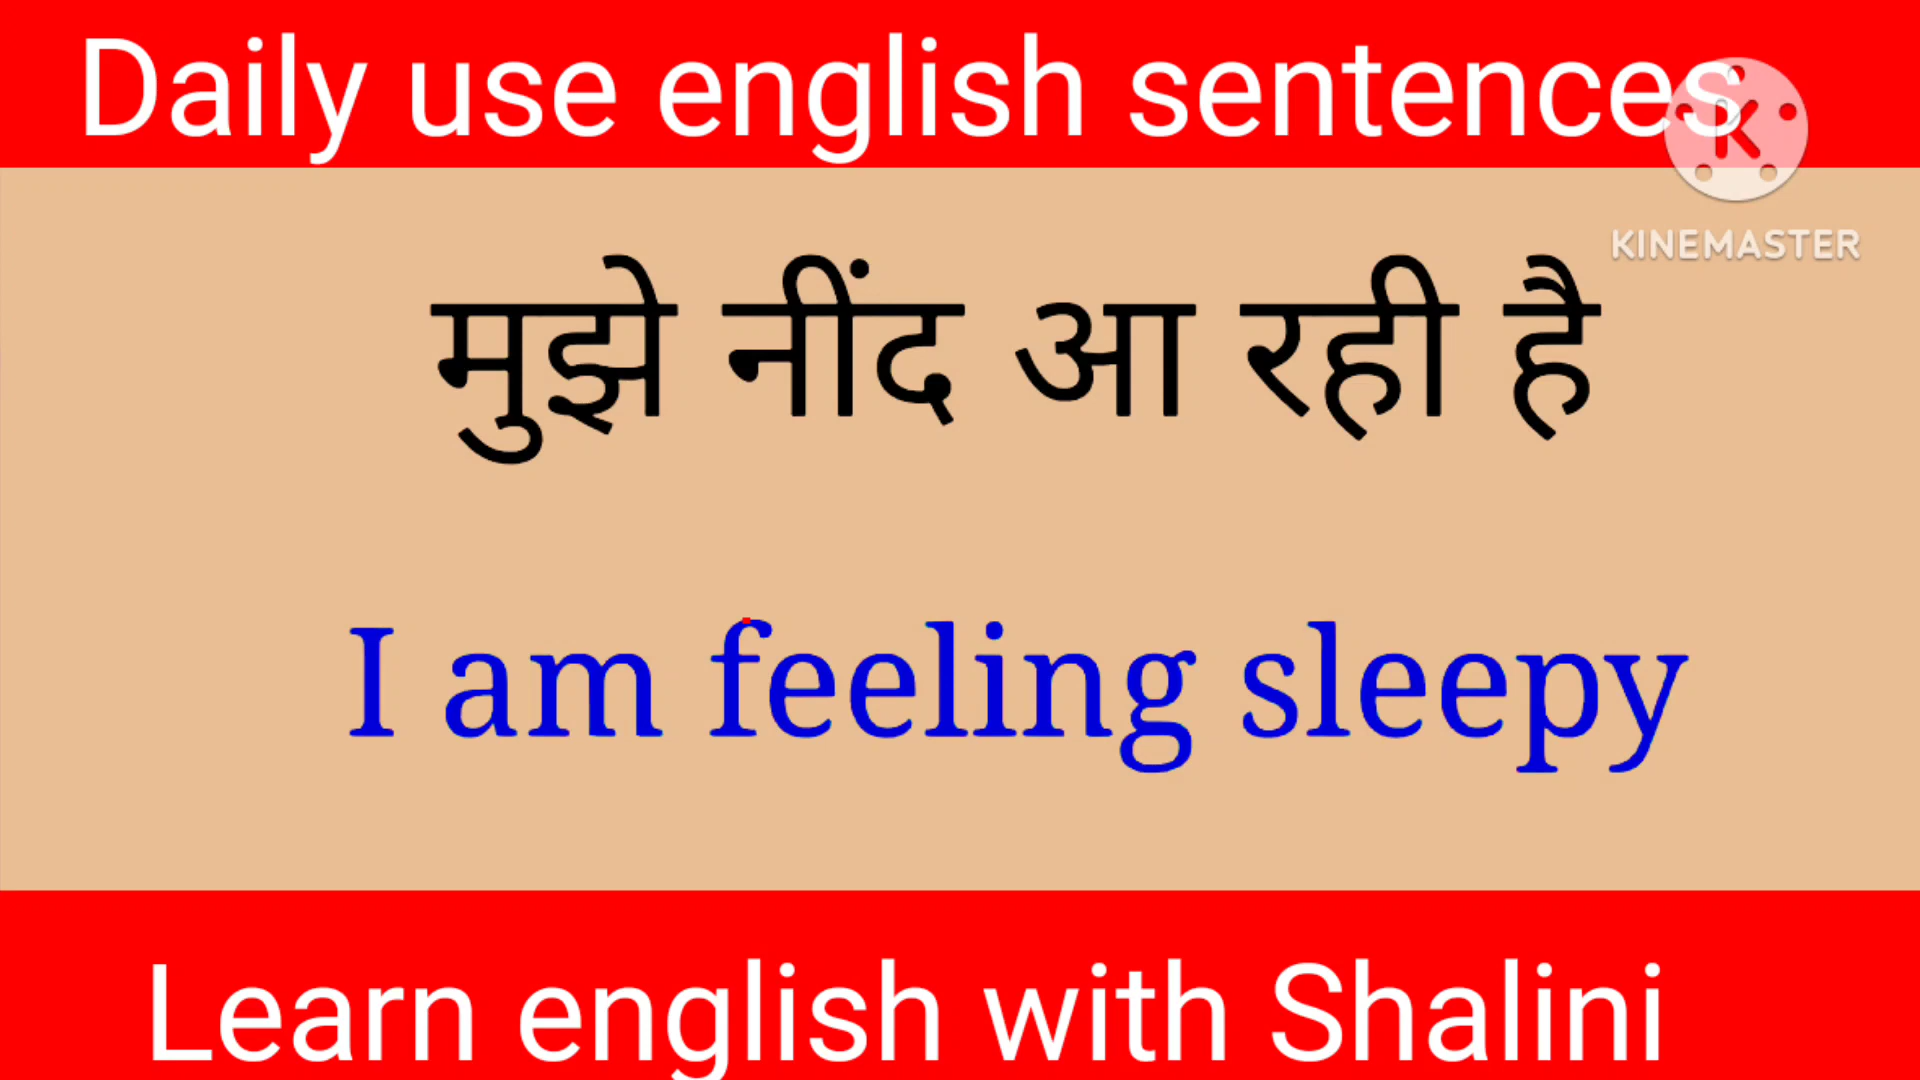 Daily use english sentences
K
KINEMASTER
मुझे नींद आ रही है
I am feeling sleepy
Learn english with Shalini